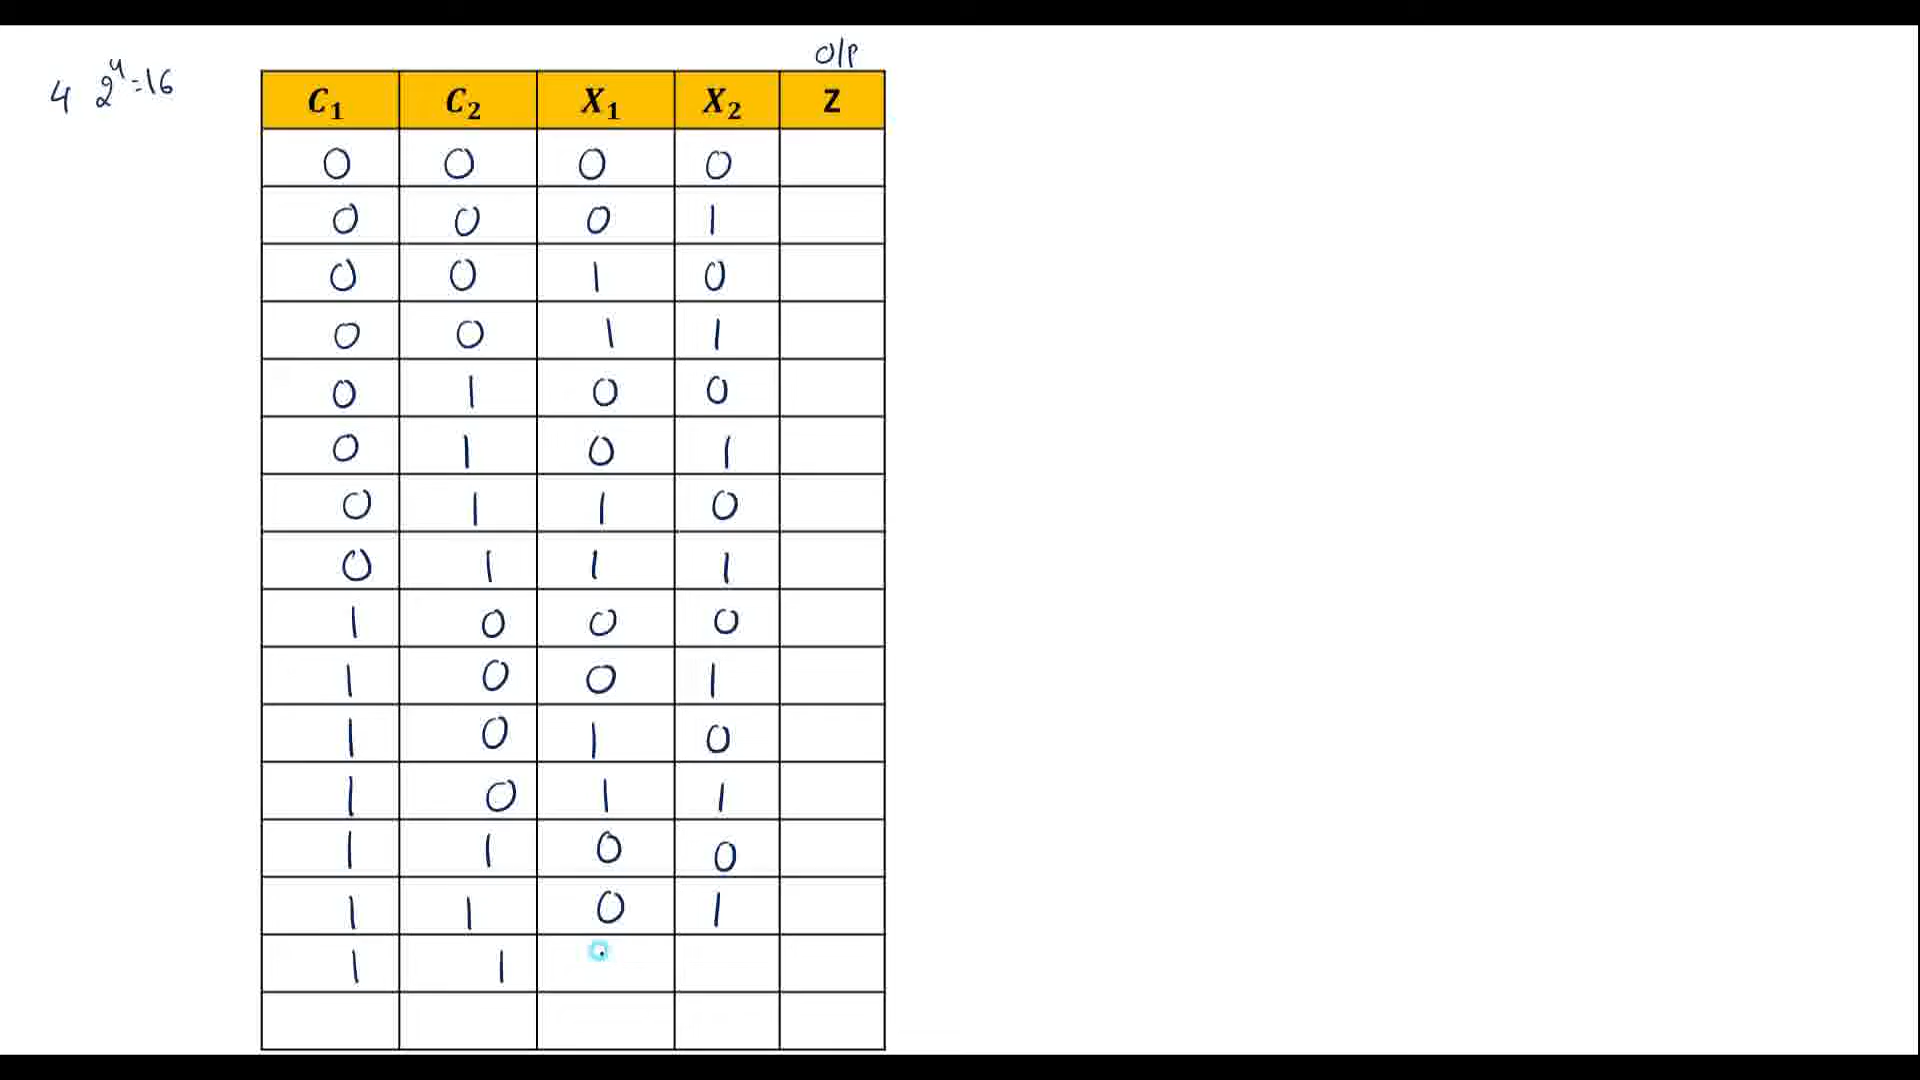 O/P
4 2⁴=16
C₁ C₂ X₁ X₂ Z
0 0 0 0
0 0 0 1
0 0 1 0
0 0 1 1
0 1 0 0
0 1 0 1
0 1 1 0
0 1 1 1
1 0 0 0
1 0 0 1
1 0 1 0
1 0 1 1
1 1 0 0
1 1 0 1
1 1